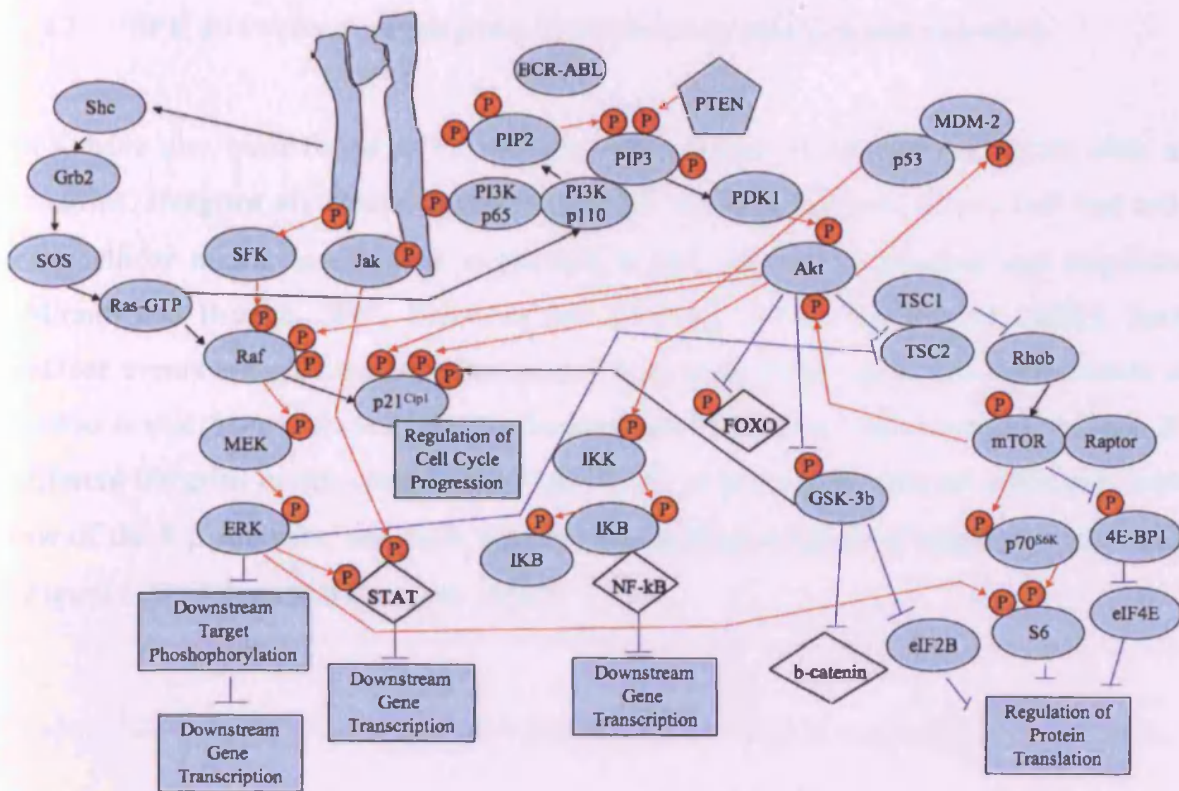 BCR-ABL
PTEN
Shc
P
P
P
P
MDM-2
PIP2
P
p53
P
Grb2
PIP3
P
PI3K
p65
P
PI3K
p110
PDK1
P
P
SOS
SFK
Jak
P
Akt
Ras-GTP
P
P
TSC1
P
Raf
P
P
P
P
TSC2
Rhob
p21Cip1
P
P
P
FOXO
mTOR
Raptor
MEK
P
Regulation of
Cell Cycle
Progression
IKK
P
P
GSK-3b
P
ERK
P
P
IKB
P
P
p70S6K
4E-BP1
IKB
P
P
STAT
NF-kB
P
P
Downstream
Target
Phoshophorylation
S6
eIF4E
eIF2B
b-catenin
Downstream
Gene
Transcription
Downstream
Gene
Transcription
Regulation of
Protein
Translation
Downstream
Gene
Transcription